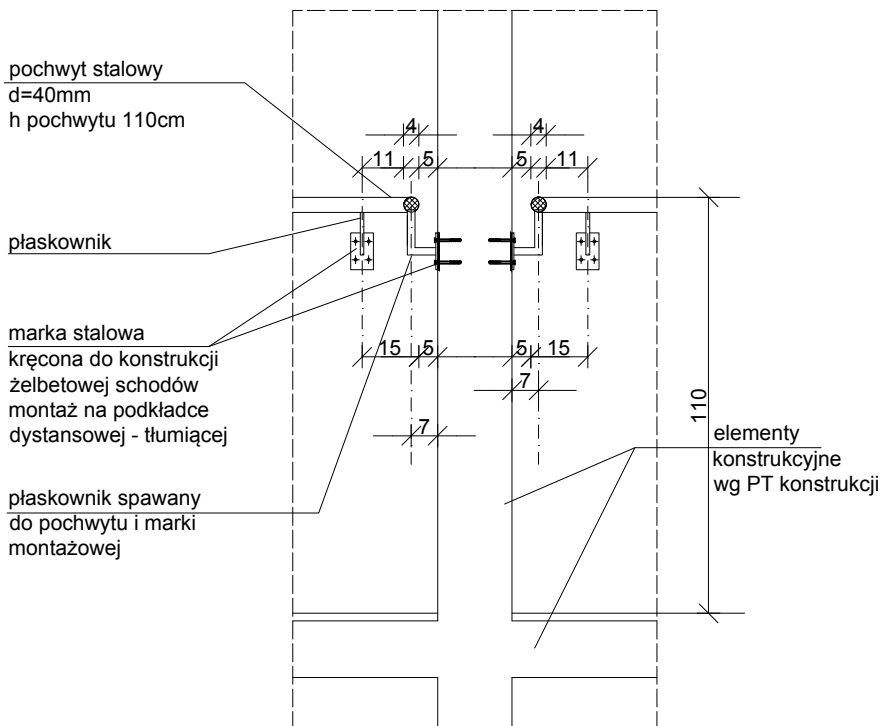 pochwyt stalowy
d=40mm
h pochwytu 110cm
4
4
11
5
5
11
płaskownik
marka stalowa
kręcona do konstrukcji
żelbetowej schodów
montaż na podkładce
dystansowej - tłumiącej
15
5
5
15
7
7
110
elementy
konstrukcyjne
wg PT konstrukcji
płaskownik spawany
do pochwytu i marki
montażowej